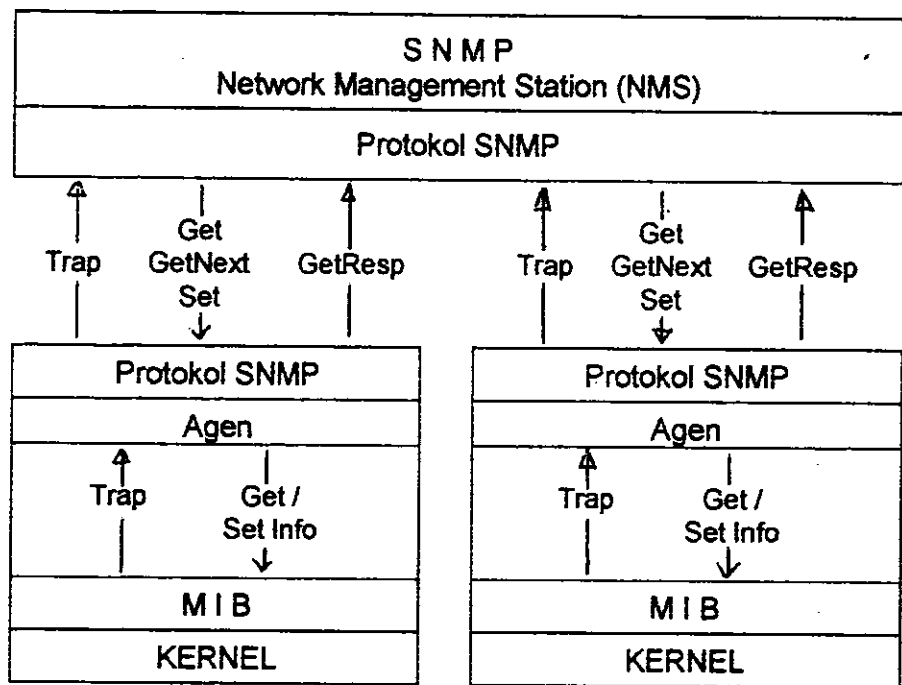 S N M P
Network Management Station (NMS)
Protokol SNMP
Trap
Get
GetNext
Set
GetResp
Trap
Get
GetNext
Set
GetResp
Protokol SNMP
Agen
Trap
Get /
Set Info
M I B
KERNEL
Protokol SNMP
Agen
Trap
Get /
Set Info
M I B
KERNEL